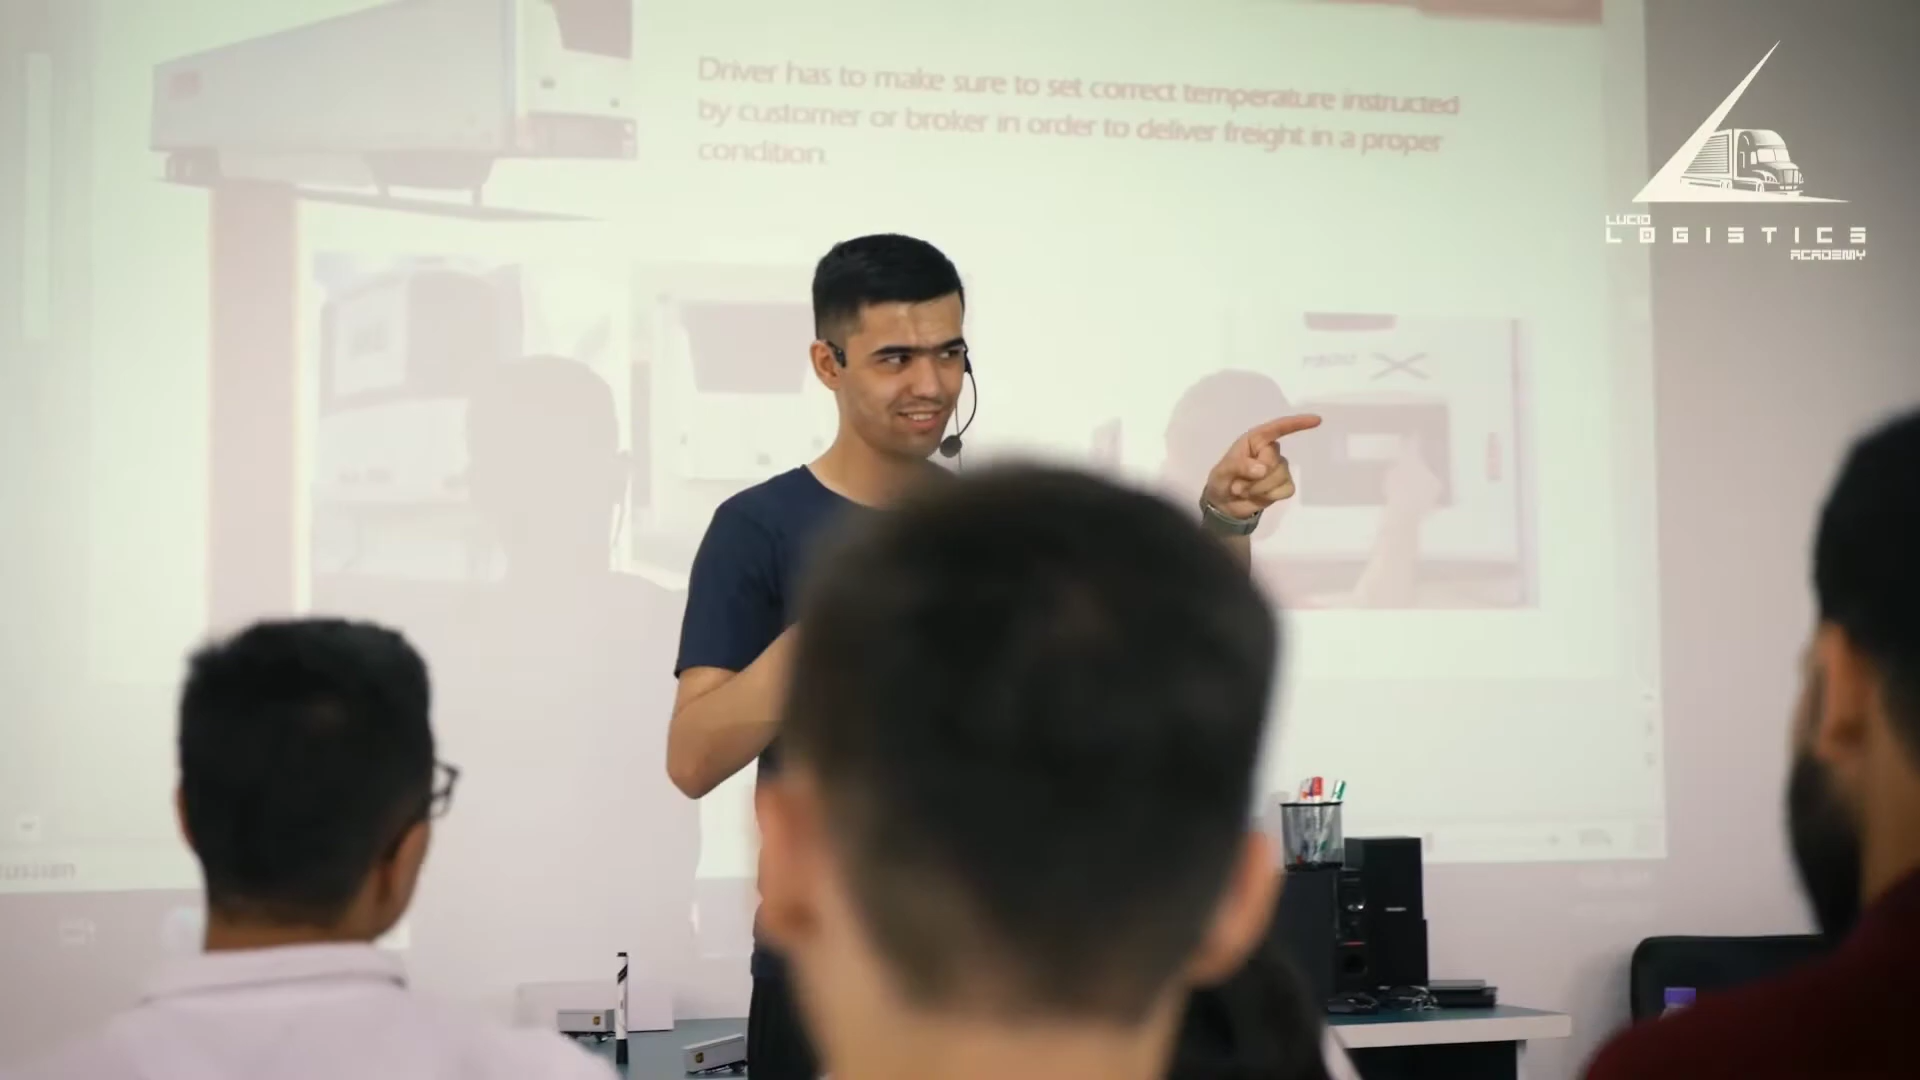 Driver has to make sure to set correct temperature instructed
by customer or broker in order to deliver freight in a proper
condition.
LUCID
LOGISTICS
ACADEMY